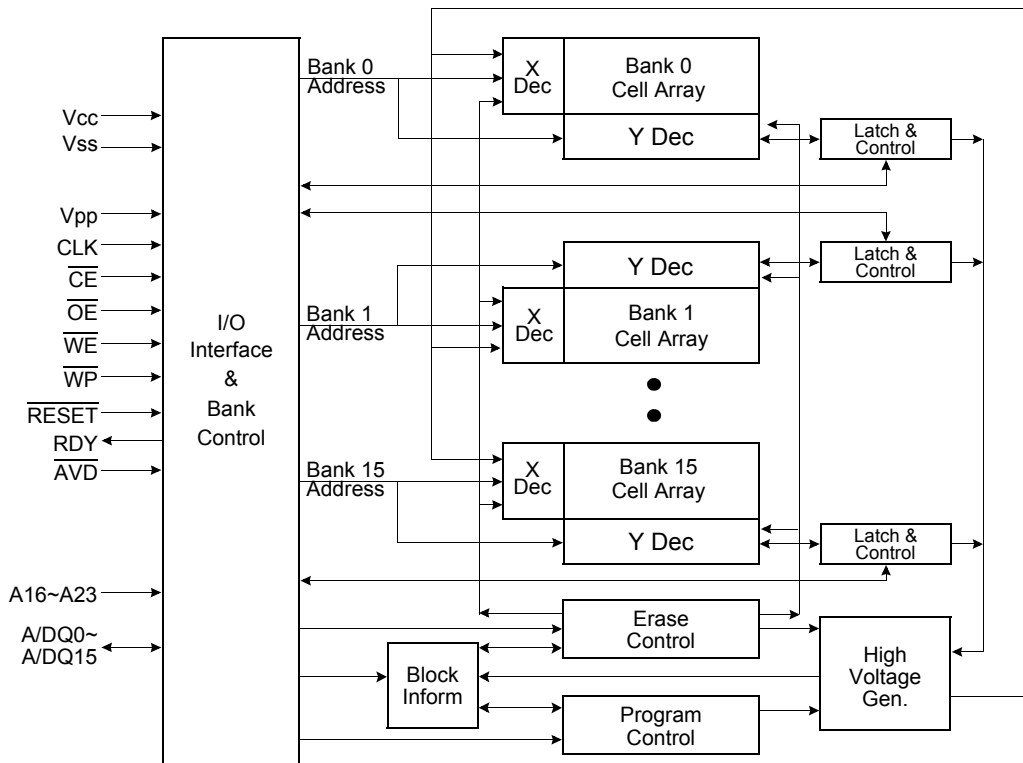 Vcc
Vss
Vpp
CLK
CE
OE
WE
WP
RESET
RDY
AVD
A16~A23
A/DQ0~
A/DQ15
I/O
Interface
&
Bank
Control
Bank 0
Address
X
Dec
Bank 0
Cell Array
Y Dec
Latch &
Control
Bank 1
Address
Y Dec
X
Dec
Bank 1
Cell Array
Latch &
Control
Bank 15
Address
X
Dec
Bank 15
Cell Array
Y Dec
Latch &
Control
Erase
Control
Block
Inform
Program
Control
High
Voltage
Gen.